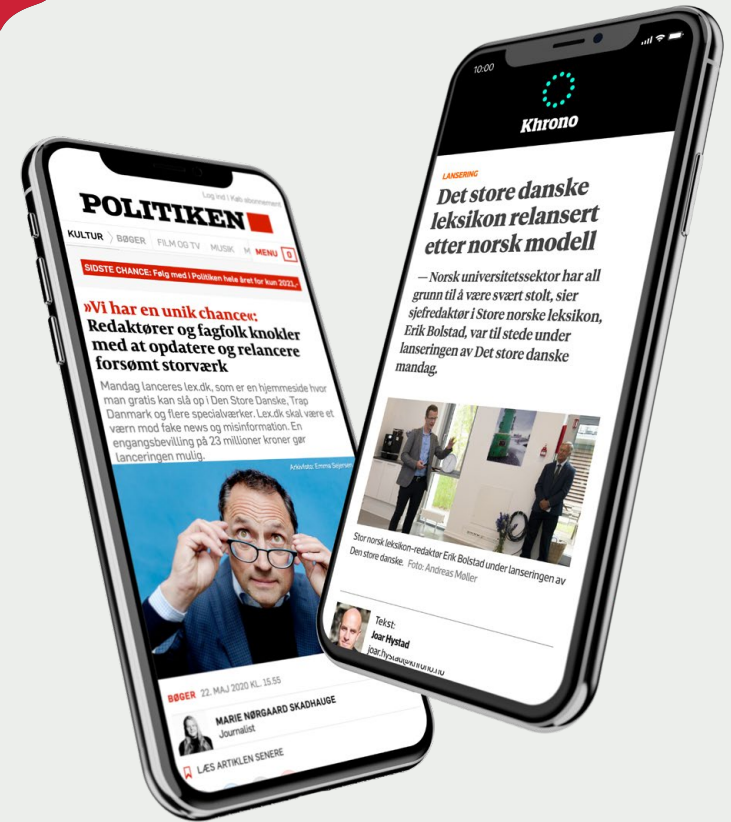 Log ind | Køb abonnement
POLITIKEN
KULTUR BØGER FILM OG TV MUSIK M MENU
SIDSTE CHANCE: Følg med i Politiken hele året for kun 2021,-
»Vi har en unik chance«:
Redaktører og fagfolk knokler
med at opdatere og relancere
forsømt storværk
Mandag lanceres lex.dk, som er en hjemmeside hvor
man gratis kan slå op i Den Store Danske, Trap
Danmark og flere specialværker. Lex.dk skal være et
værn mod fake news og misinformation. En
engangsbevilling på 23 millioner kroner gør
lanceringen mulig.
Arkivfoto: Emma Sejersen
BØGER 22. MAJ 2020 KL. 15.55
MARIE NØRGAARD SKADHAUGE
Journalist
LÆS ARTIKLEN SENERE
10:00
Khrono
LANSERING
Det store danske
leksikon relansert
etter norsk modell
— Norsk universitetssektor har all
grunn til å være svært stolt, sier
sjefredaktør i Store norske leksikon,
Erik Bolstad, var til stede under
lanseringen av Det store danske
mandag.
Stor norsk leksikon-redaktør Erik Bolstad under lanseringen av
Den store danske. Foto: Andreas Møller
Tekst:
Joar Hystad